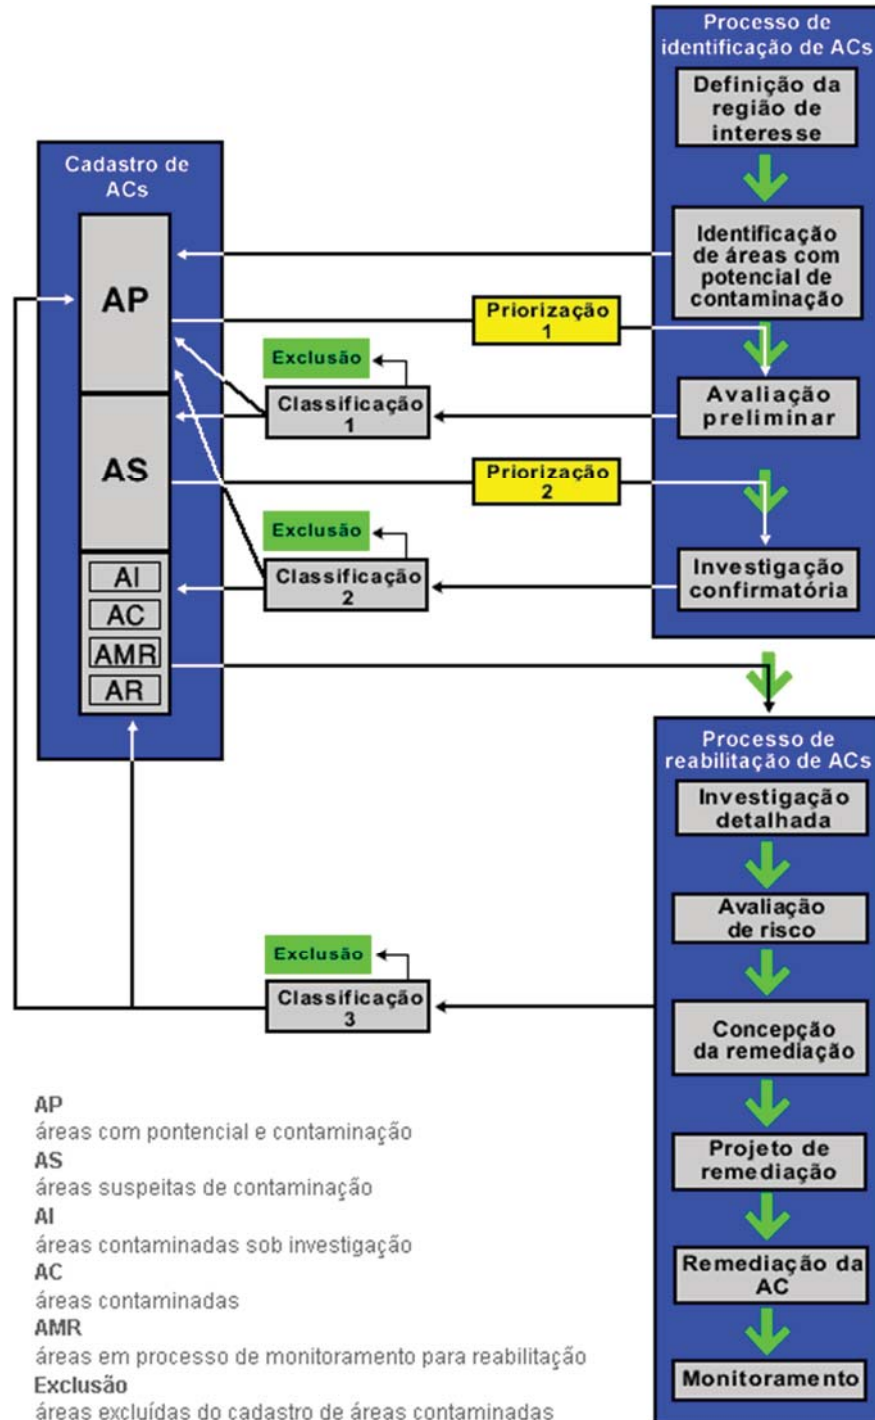 Processo de
identificação de ACs
Definição da
região de
interesse
Identificação
de áreas com
potencial de
contaminação
Avaliação
preliminar
Investigação
confirmatória
Cadastro de
ACs
AP
AS
AI
AC
AMR
AR
Priorização
1
Exclusão
Classificação
1
Priorização
2
Exclusão
Classificação
2
Processo de
reabilitação de ACs
Investigação
detalhada
Avaliação
de risco
Concepção
da remediação
Projeto de
remediação
Remediação da
AC
Monitoramento
Exclusão
Classificação
3
AP
áreas com pontencial e contaminação
AS
áreas suspeitas de contaminação
AI
áreas contaminadas sob investigação
AC
áreas contaminadas
AMR
áreas em processo de monitoramento para reabilitação
Exclusão
áreas excluídas do cadastro de áreas contaminadas